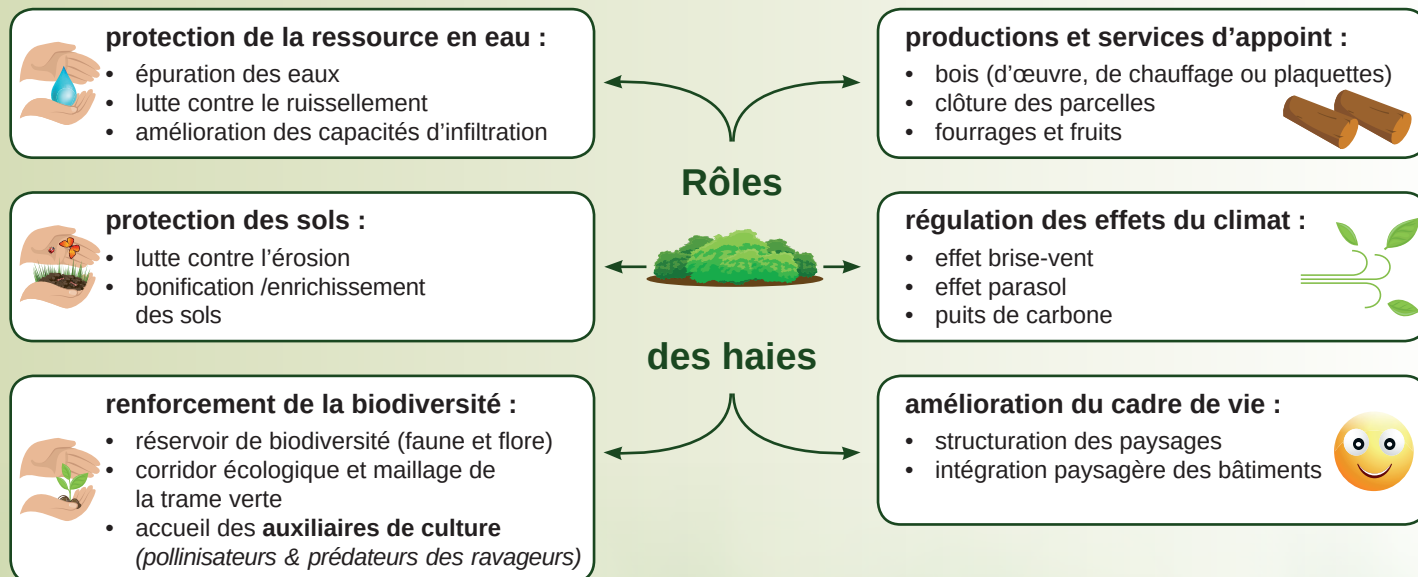 protection de la ressource en eau :
• épuration des eaux
• lutte contre le ruissellement
• amélioration des capacités d’infiltration
protection des sols :
• lutte contre l’érosion
• bonification /enrichissement
des sols
renforcement de la biodiversité :
• réservoir de biodiversité (faune et flore)
• corridor écologique et maillage de
la trame verte
• accueil des auxiliaires de culture
(pollinisateurs & prédateurs des ravageurs)
Rôles
des haies
productions et services d’appoint :
• bois (d’œuvre, de chauffage ou plaquettes)
• clôture des parcelles
• fourrages et fruits
régulation des effets du climat :
• effet brise-vent
• effet parasol
• puits de carbone
amélioration du cadre de vie :
• structuration des paysages
• intégration paysagère des bâtiments